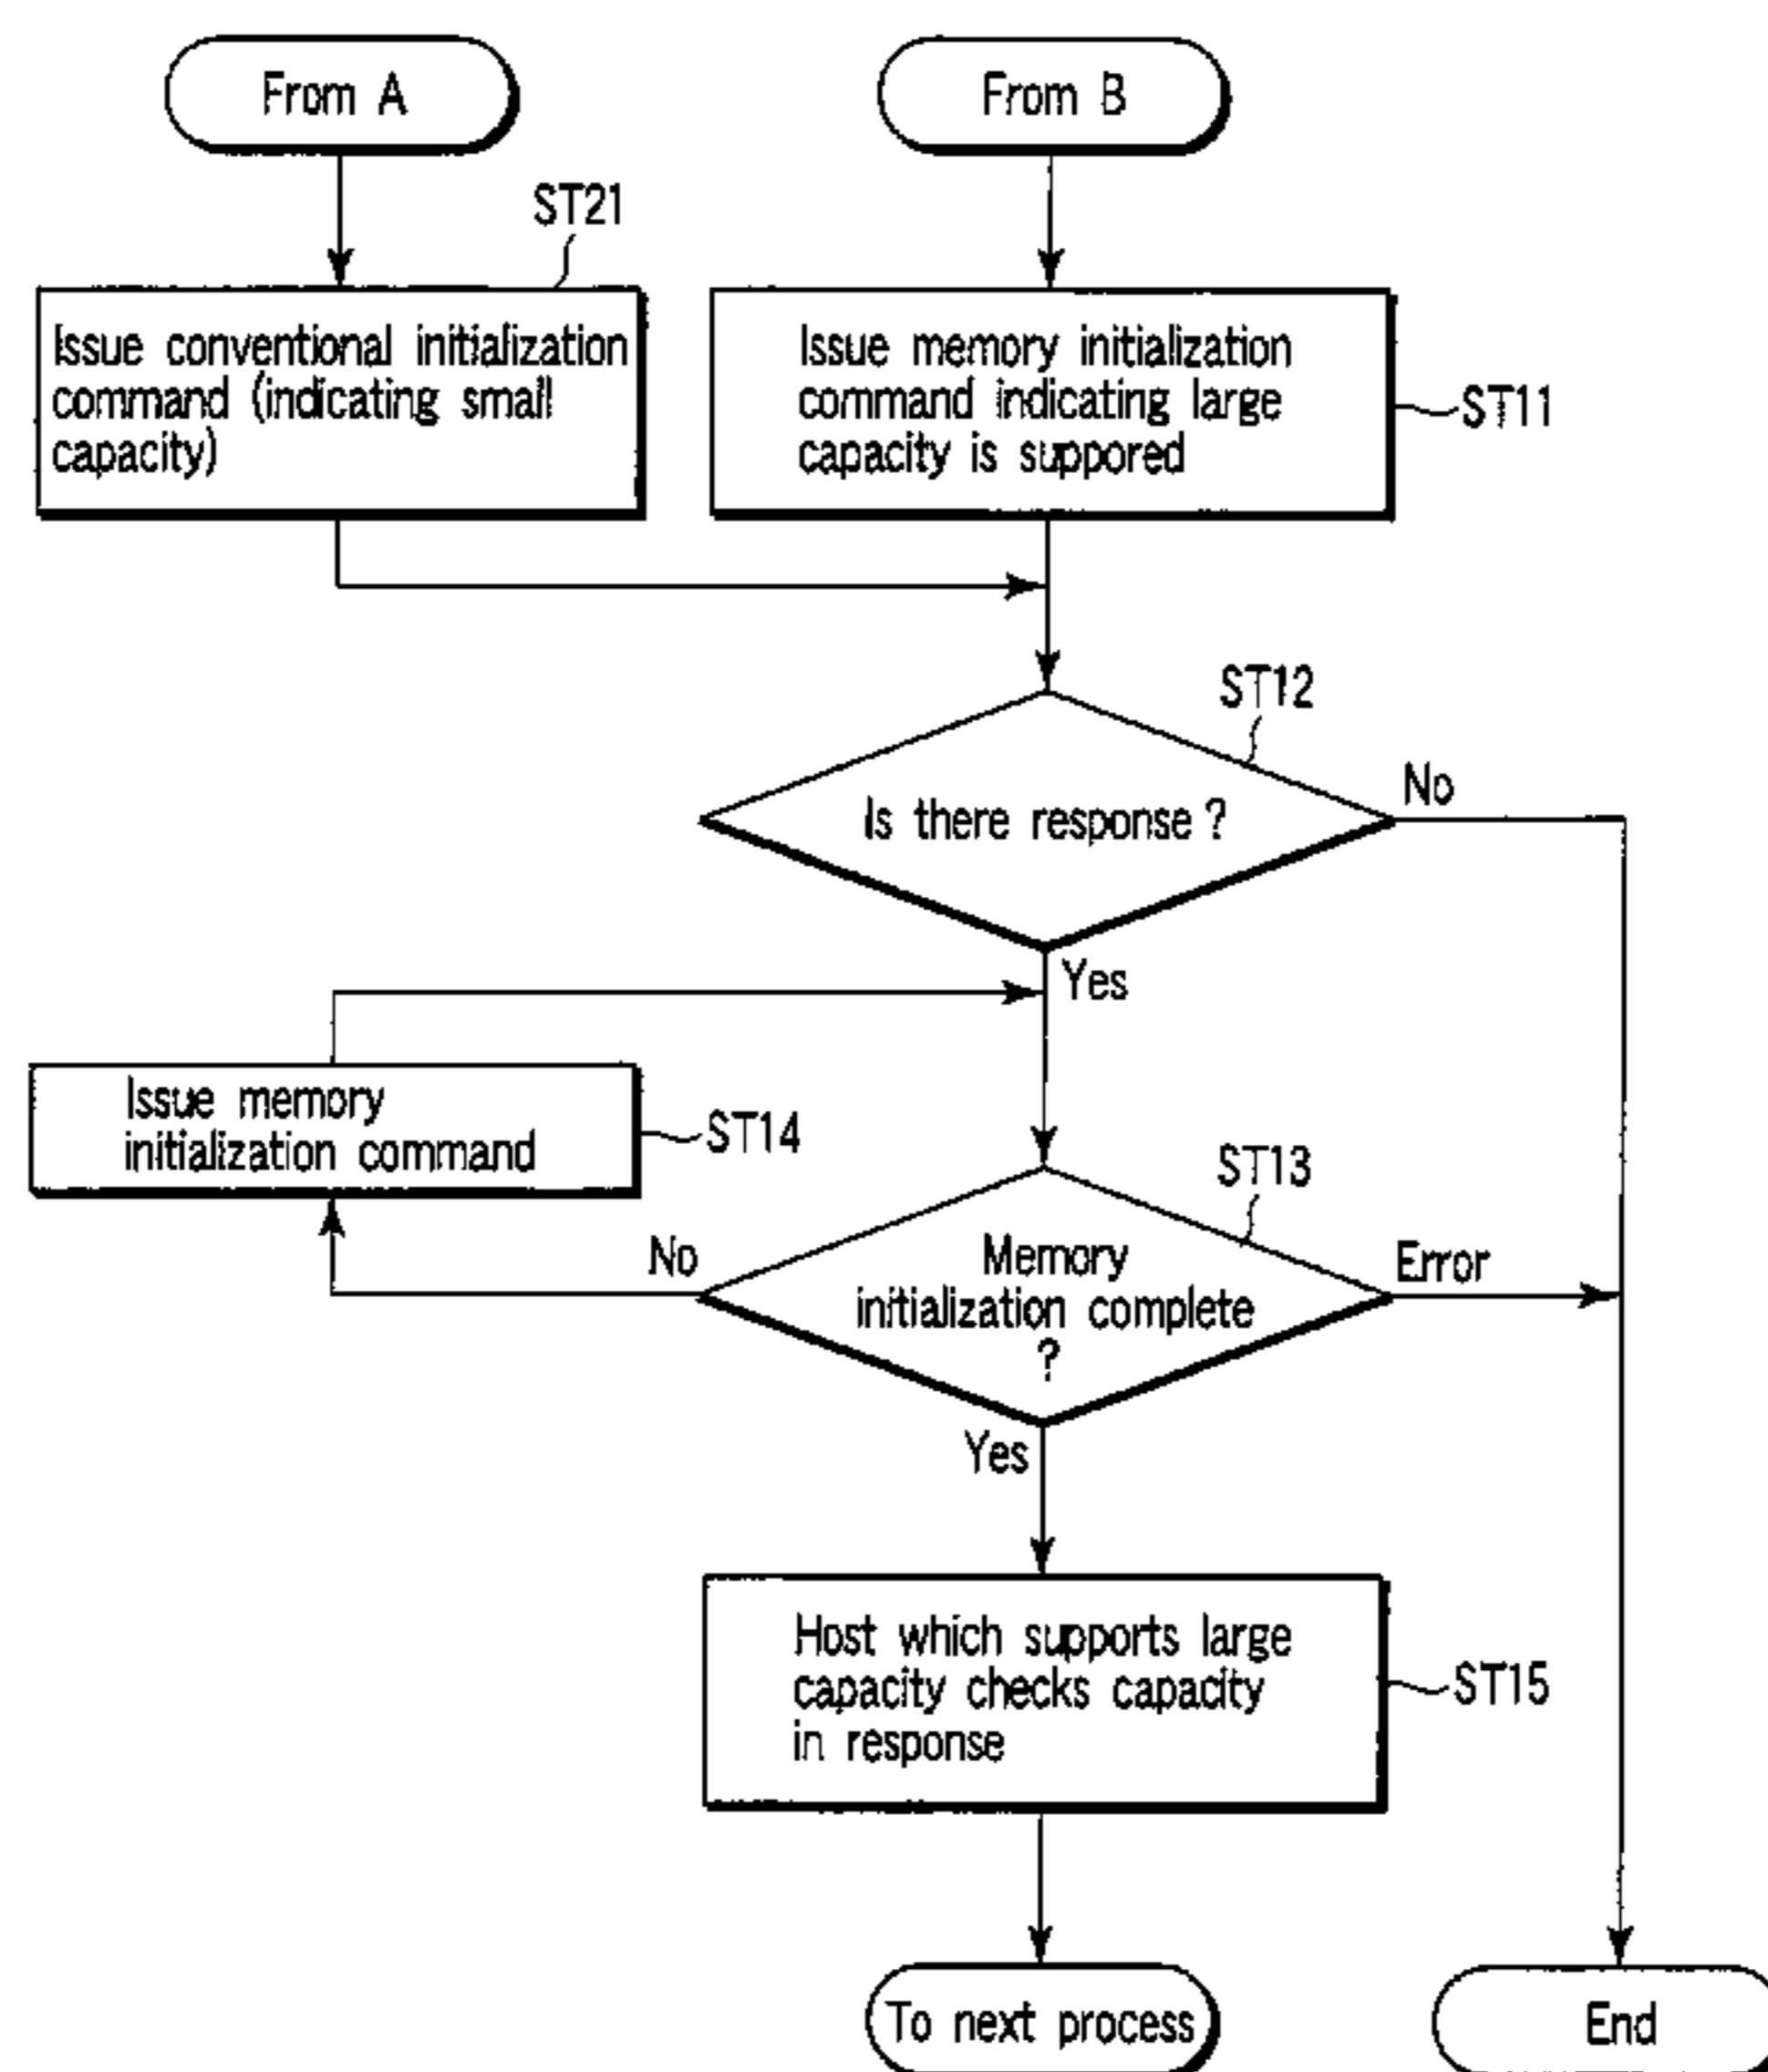 From A
From B
ST21
Issue conventional initialization
command (indicating small
capacity)
Issue memory initialization
command indicating large
capacity is suppored
ST11
ST12
Is there response ?
No
Yes
Issue memory
initialization command
ST14
ST13
No
Memory
initialization complete
?
Error
Yes
Host which supports large
capacity checks capacity
in response
ST15
To next process
End